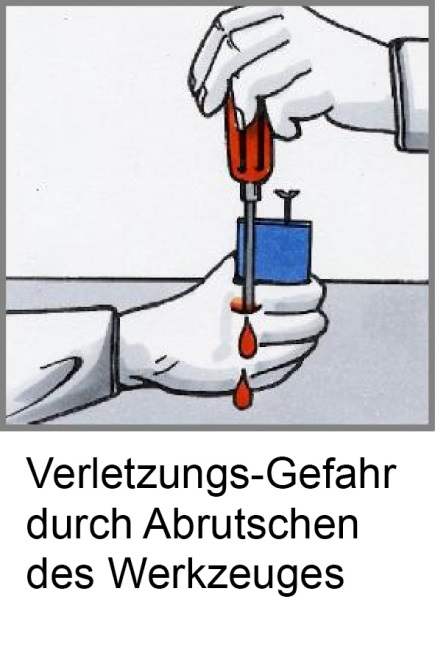 Verletzungs-Gefahr
durch Abrutschen
des Werkzeuges